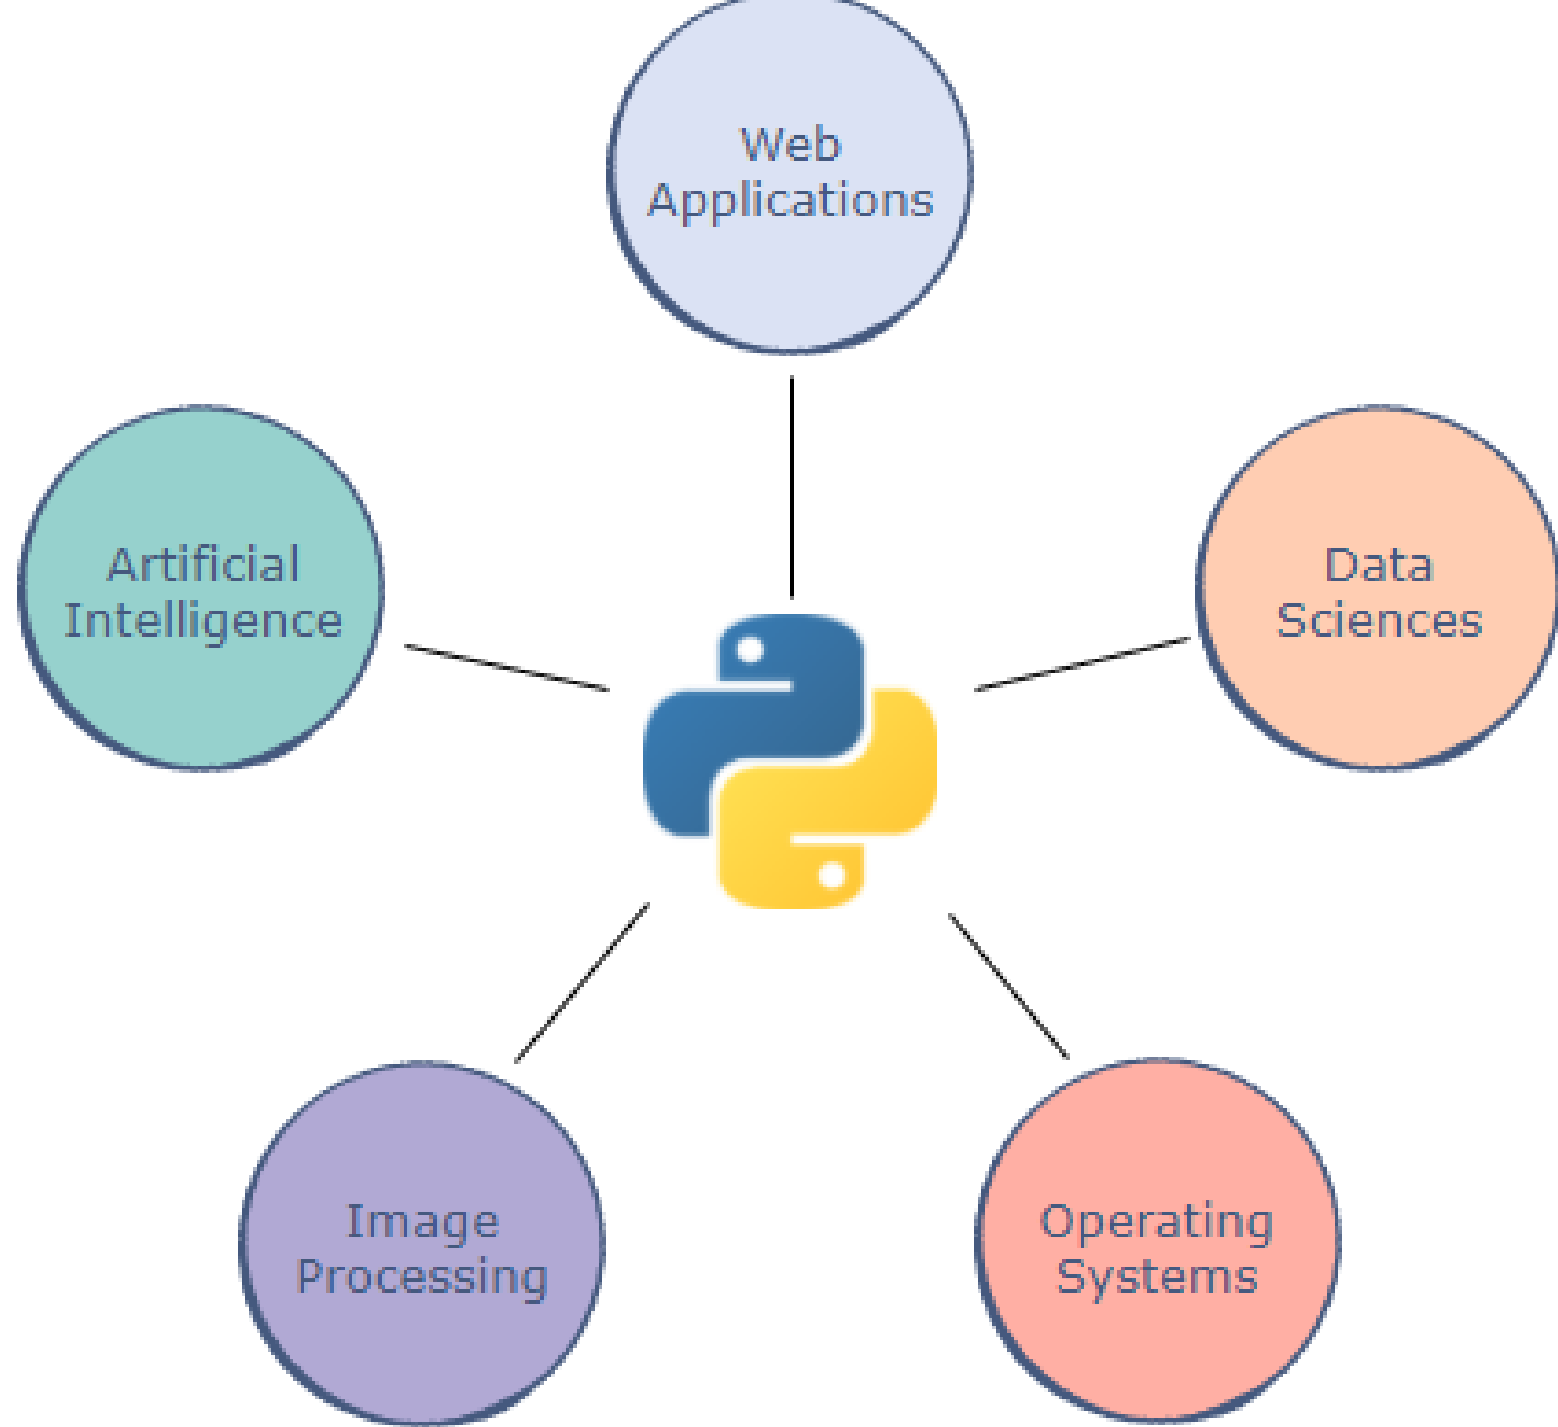 Web
Applications
Artificial
Intelligence
Data
Sciences
Image
Processing
Operating
Systems